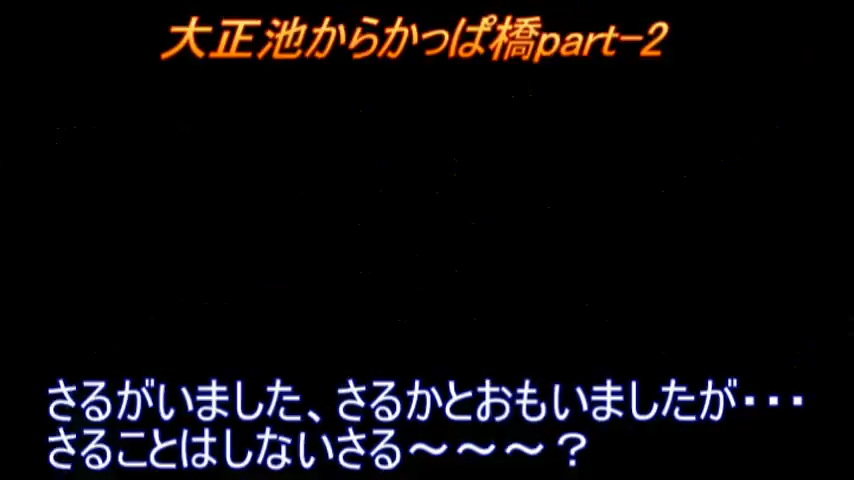 大正池からかっぱ橋part-2
さるがいました、さるかとおもいましたが・・・
さることはしないさる～～～？